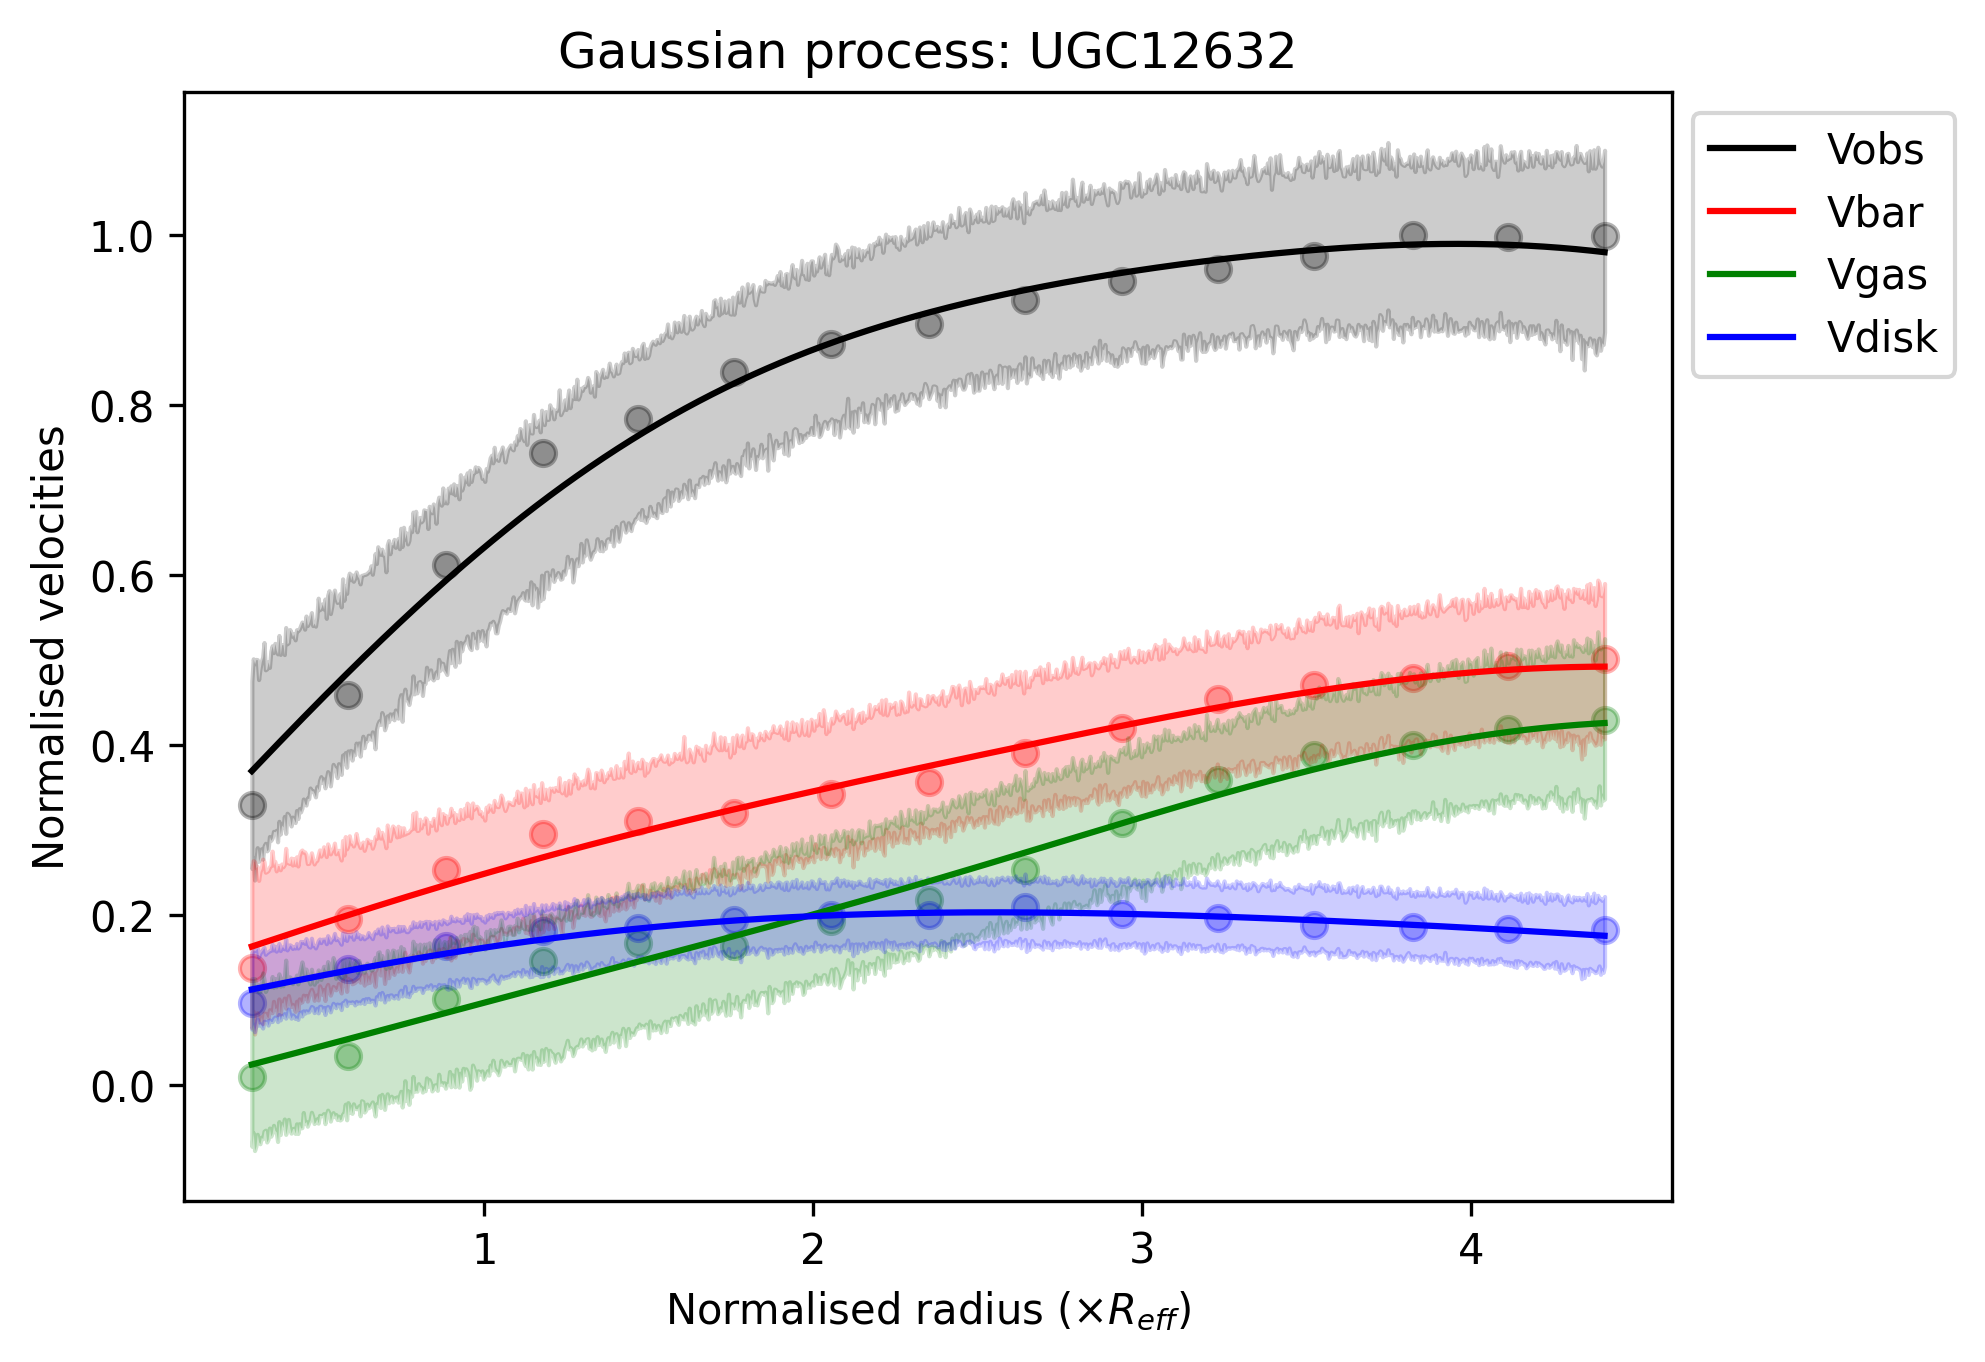 Gaussian process: UGC12632
Vobs
Vbar
Vgas
Vdisk
Normalised velocities
1.0
0.8
0.6
0.4
0.2
0.0
1 2 3 4
Normalised radius (×R_eff)